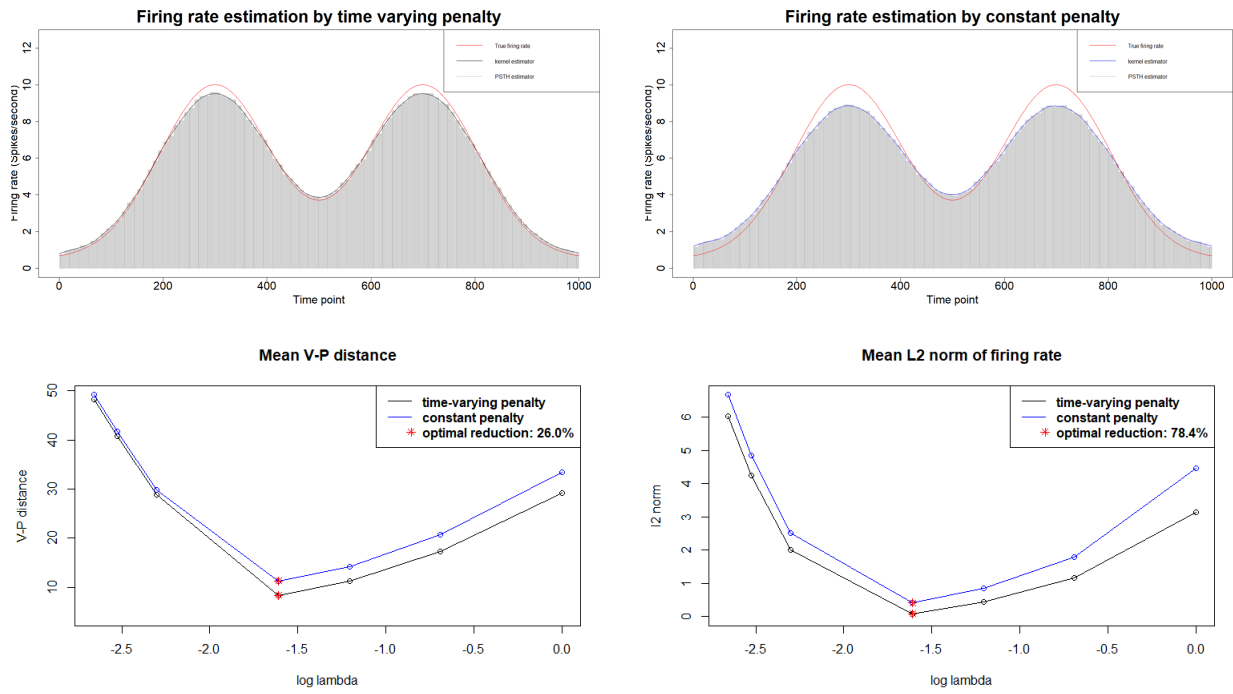 Firing rate estimation by time varying penalty
Firing rate (Spikes/second)
0 2 4 6 8 10 12
True firing rate
kernel estimator
PSTH estimator
0 200 400 600 800 1000
Time point
Firing rate estimation by constant penalty
Firing rate (Spikes/second)
0 2 4 6 8 10 12
True firing rate
kernel estimator
PSTH estimator
0 200 400 600 800 1000
Time point
Mean V-P distance
V-P distance
10 20 30 40 50
time-varying penalty
constant penalty
optimal reduction: 26.0%
-2.5 -2.0 -1.5 -1.0 -0.5 0.0
log lambda
Mean L2 norm of firing rate
l2 norm
0 1 2 3 4 5 6
time-varying penalty
constant penalty
optimal reduction: 78.4%
-2.5 -2.0 -1.5 -1.0 -0.5 0.0
log lambda